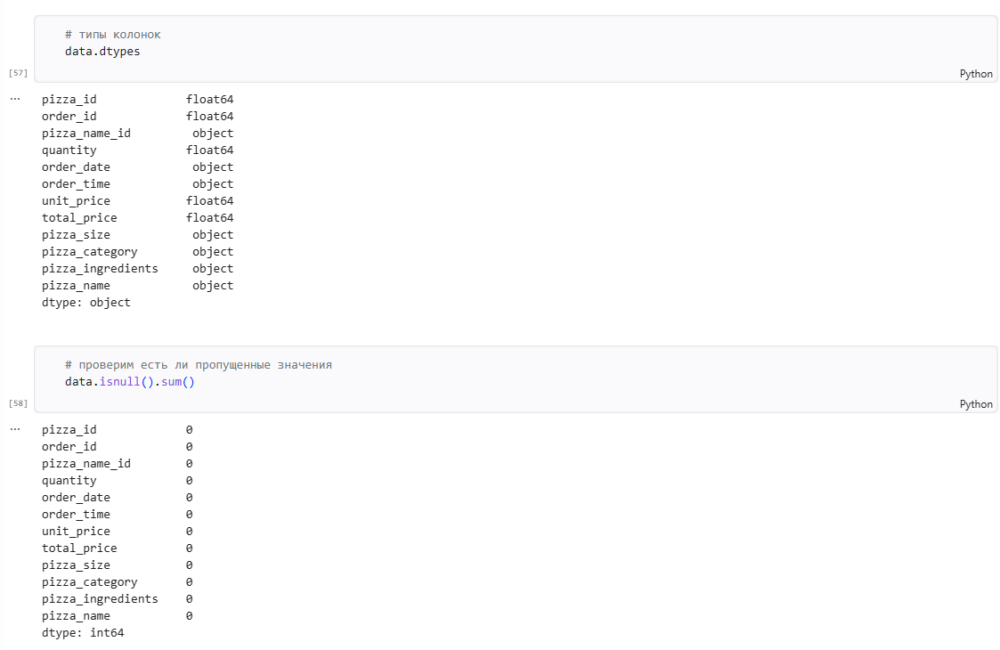 # типы колонок
data.dtypes
[57]
Python
...
pizza_id float64
order_id float64
pizza_name_id object
quantity float64
order_date object
order_time object
unit_price float64
total_price float64
pizza_size object
pizza_category object
pizza_ingredients object
pizza_name object
dtype: object
# проверим есть ли пропущенные значения
data.isnull().sum()
[58]
Python
...
pizza_id 0
order_id 0
pizza_name_id 0
quantity 0
order_date 0
order_time 0
unit_price 0
total_price 0
pizza_size 0
pizza_category 0
pizza_ingredients 0
pizza_name 0
dtype: int64